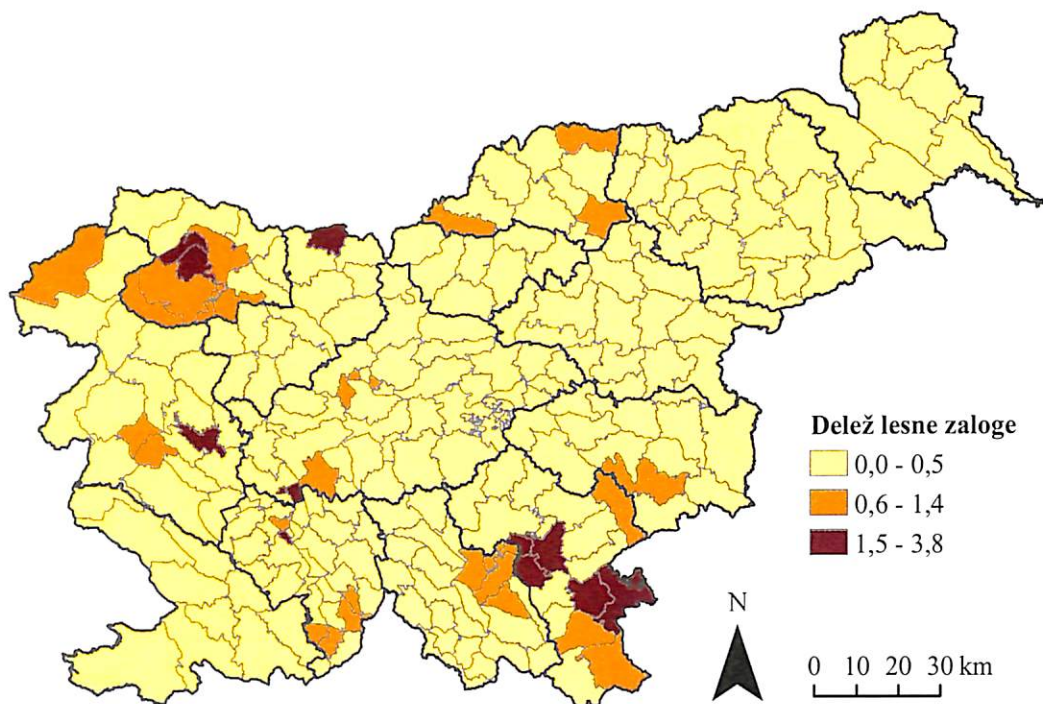 Delež lesne zaloge
0,0 - 0,5
0,6 - 1,4
1,5 - 3,8
N
0 10 20 30 km